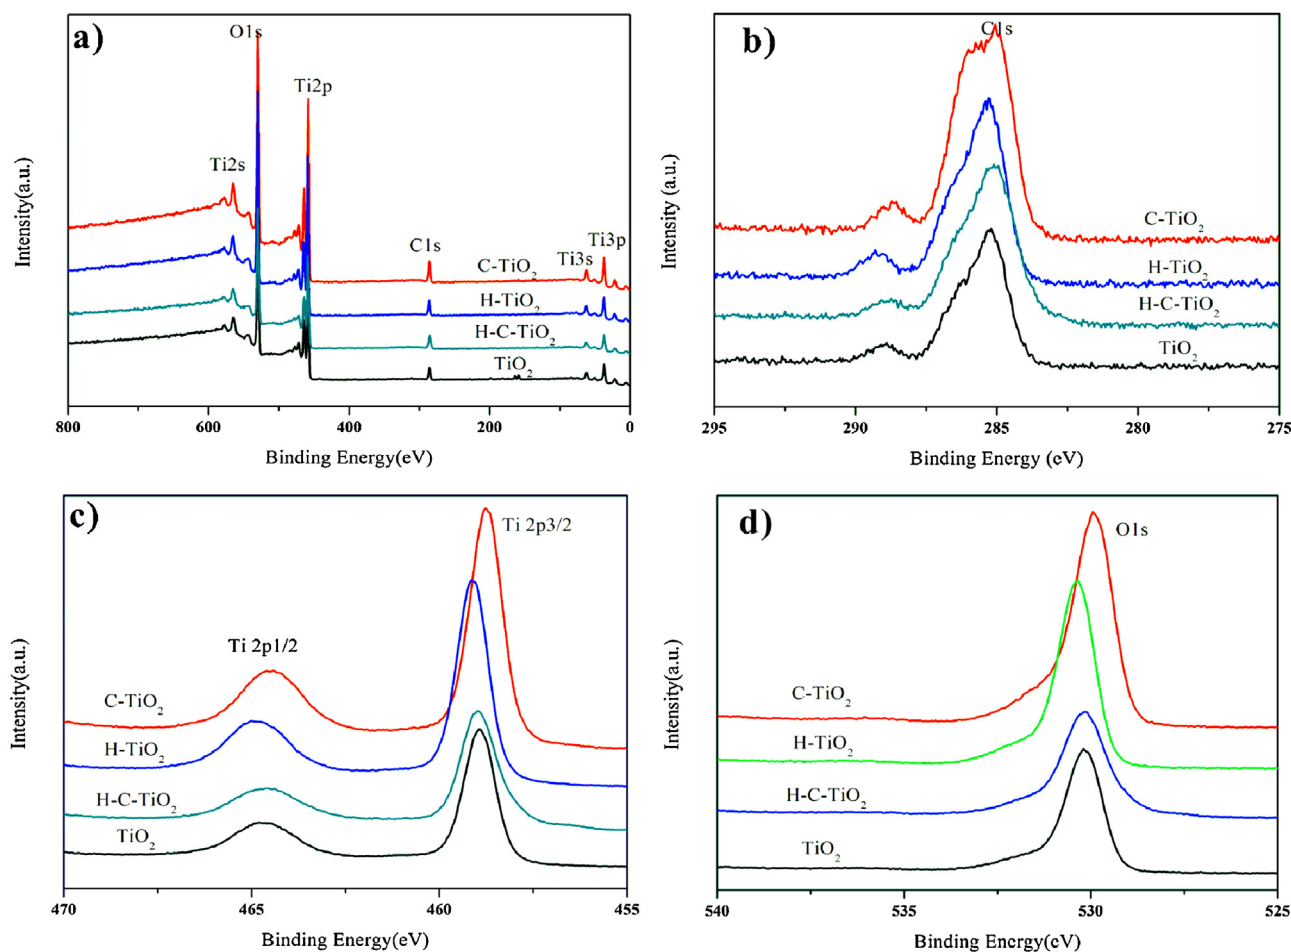 a)
O1s
Ti2p
Ti2s
C1s
Ti3p
Ti3s
C-TiO2
H-TiO2
H-C-TiO2
TiO2
Intensity(a.u.)
800 600 400 200 0
Binding Energy(eV)
b)
C1s
C-TiO2
H-TiO2
H-C-TiO2
TiO2
Intensity (a.u.)
295 290 285 280 275
Binding Energy (eV)
c)
Ti 2p3/2
Ti 2p1/2
C-TiO2
H-TiO2
H-C-TiO2
TiO2
Intensity(a.u.)
470 465 460 455
Binding Energy(eV)
d)
O1s
C-TiO2
H-TiO2
H-C-TiO2
TiO2
Intensity(a.u.)
540 535 530 525
Binding Energy(eV)